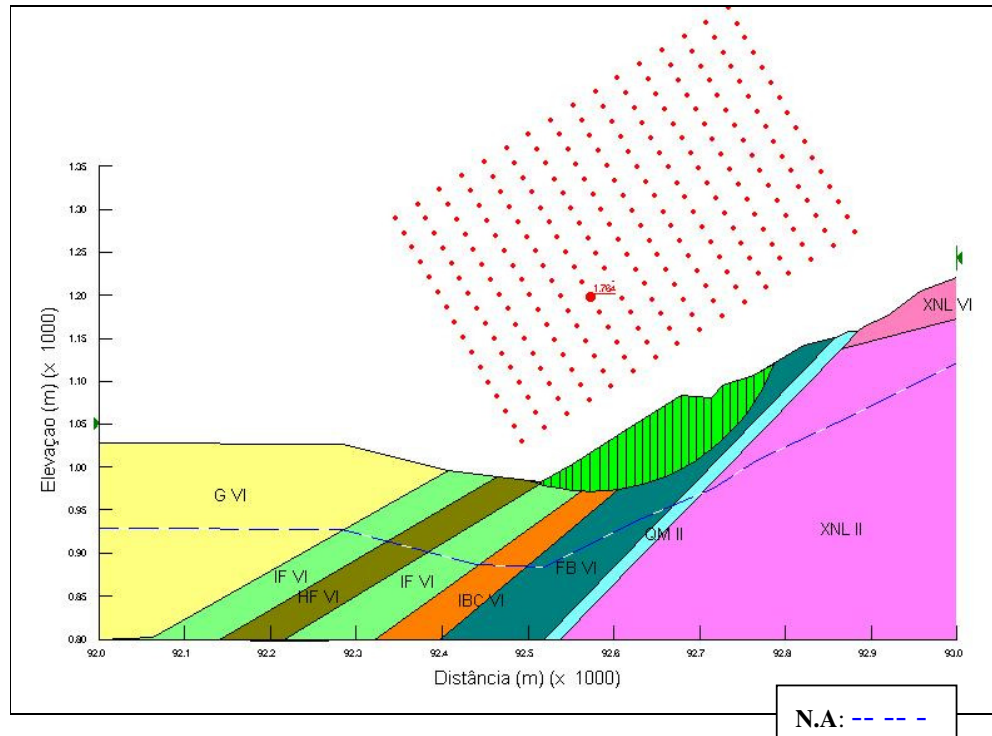 1.35
1.30
1.25
1.20
1.15
1.10
1.05
1.00
0.95
0.90
0.85
0.80
Elevaçao (m) (x 1000)
1.764
XNL VI
G VI
IF VI
HF VI
IF VI
IBC VI
FB VI
QM II
XNL II
92.0 92.1 92.2 92.3 92.4 92.5 92.6 92.7 92.8 92.9 93.0
Distância (m) (x 1000)
N.A: